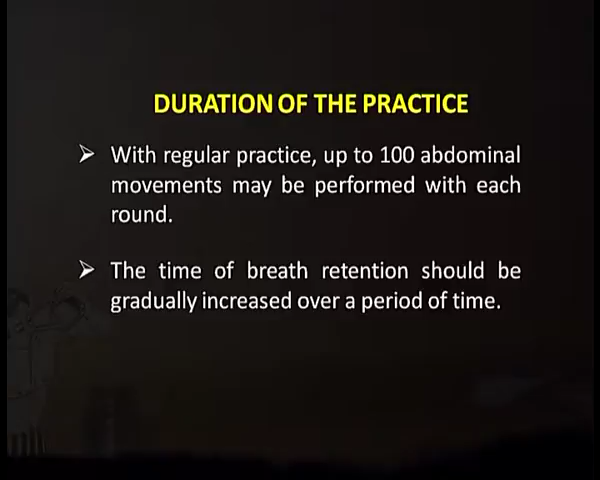 DURATION OF THE PRACTICE
➢ With regular practice, up to 100 abdominal
movements may be performed with each
round.
➢ The time of breath retention should be
gradually increased over a period of time.